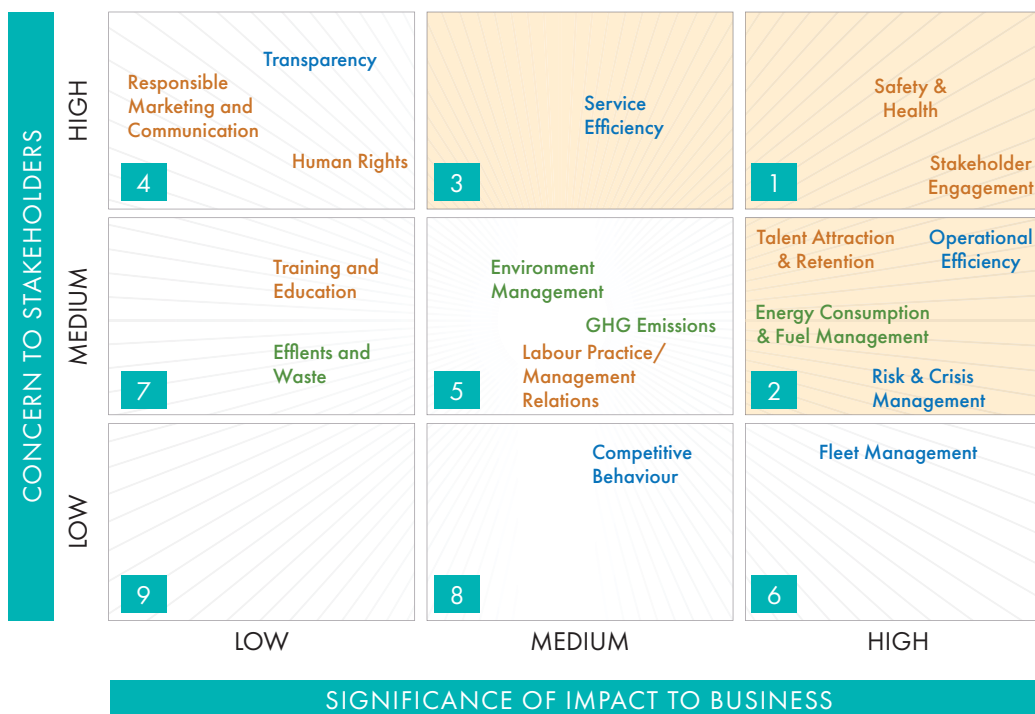 CONCERN TO STAKEHOLDERS
HIGH
Transparency
Responsible
Marketing and
Communication
Human Rights
4
Service
Efficiency
3
Safety &
Health
Stakeholder
Engagement
1
MEDIUM
Training and
Education
Efflents and
Waste
7
Environment
Management
GHG Emissions
Labour Practice/
Management
Relations
5
Talent Attraction
& Retention
Operational
Efficiency
Energy Consumption
& Fuel Management
Risk & Crisis
Management
2
LOW
9
Competitive
Behaviour
8
Fleet Management
6
LOW
MEDIUM
HIGH
SIGNIFICANCE OF IMPACT TO BUSINESS